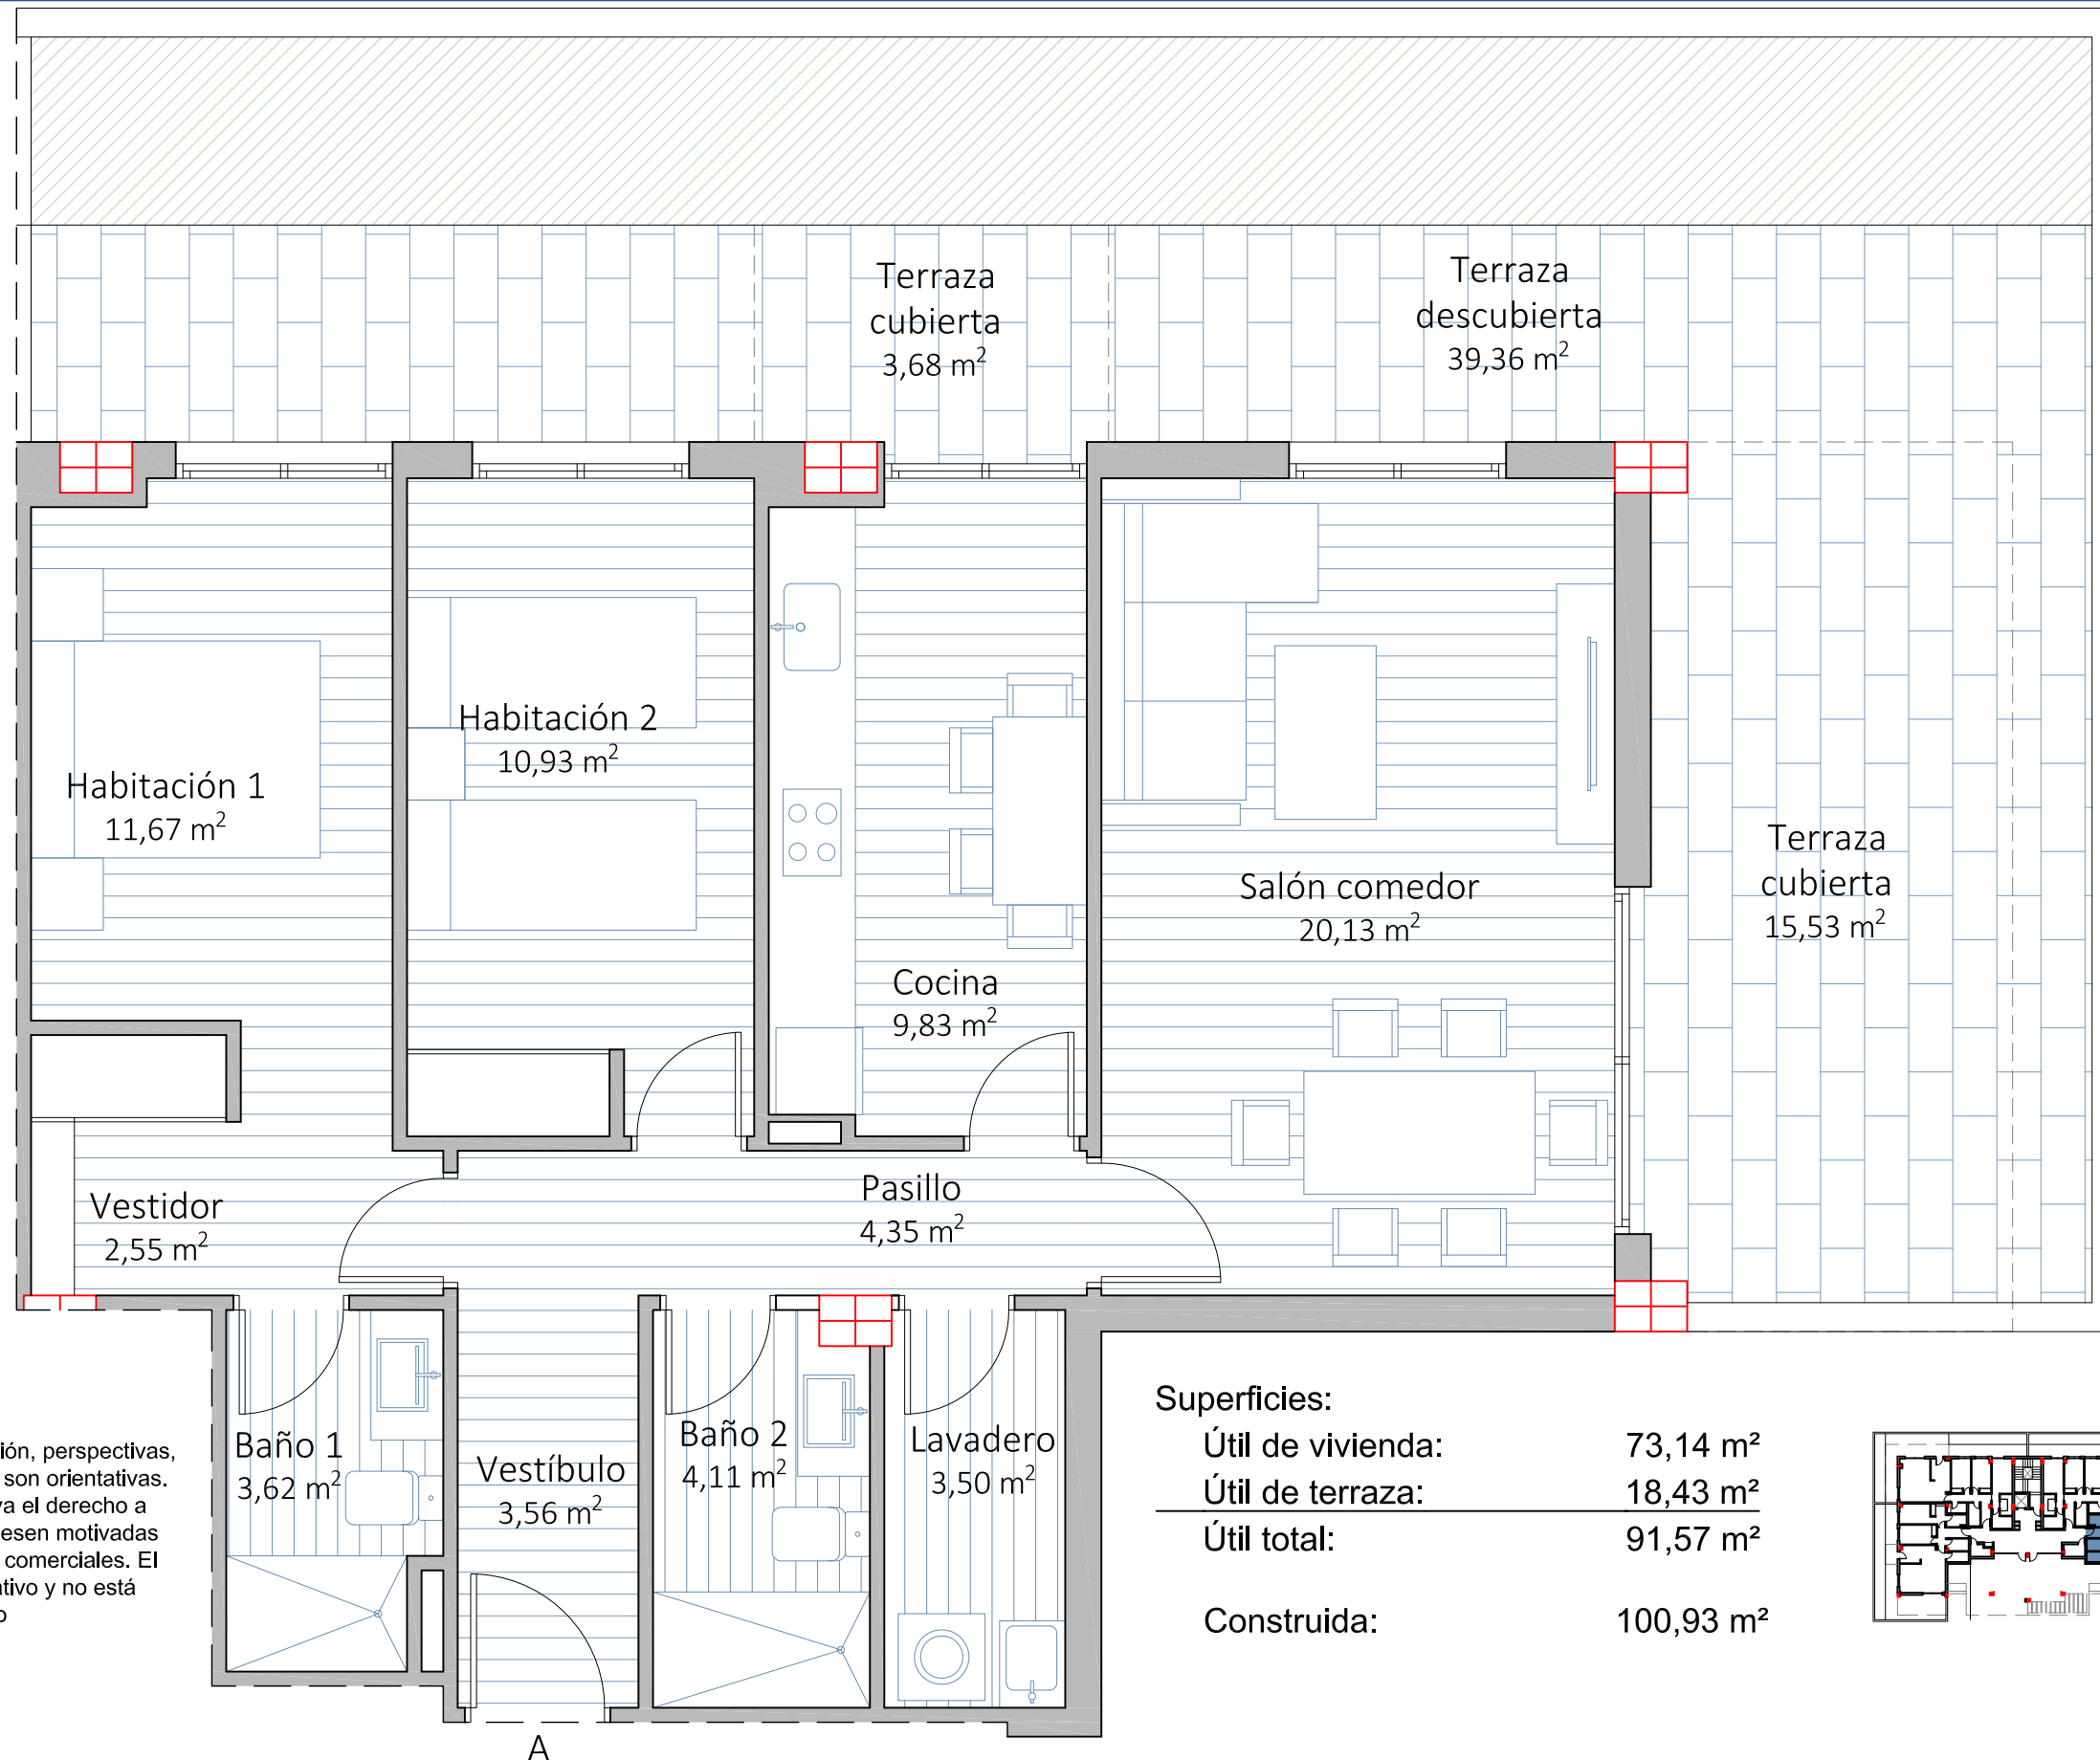 Terraza
cubierta
3,68 m²
Terraza
descubierta
39,36 m²
Habitación 2
10,93 m²
Habitación 1
11,67 m²
Terraza
cubierta
15,53 m²
Salón comedor
20,13 m²
Cocina
9,83 m²
Pasillo
4,35 m²
Vestidor
2,55 m²
Baño 1
3,62 m²
Vestíbulo
3,56 m²
Baño 2
4,11 m²
Lavadero
3,50 m²
A
ión, perspectivas,
son orientativas.
va el derecho a
esen motivadas
comerciales. El
ativo y no está
o
Superficies:
Útil de vivienda: 73,14 m²
Útil de terraza: 18,43 m²
Útil total: 91,57 m²
Construida: 100,93 m²